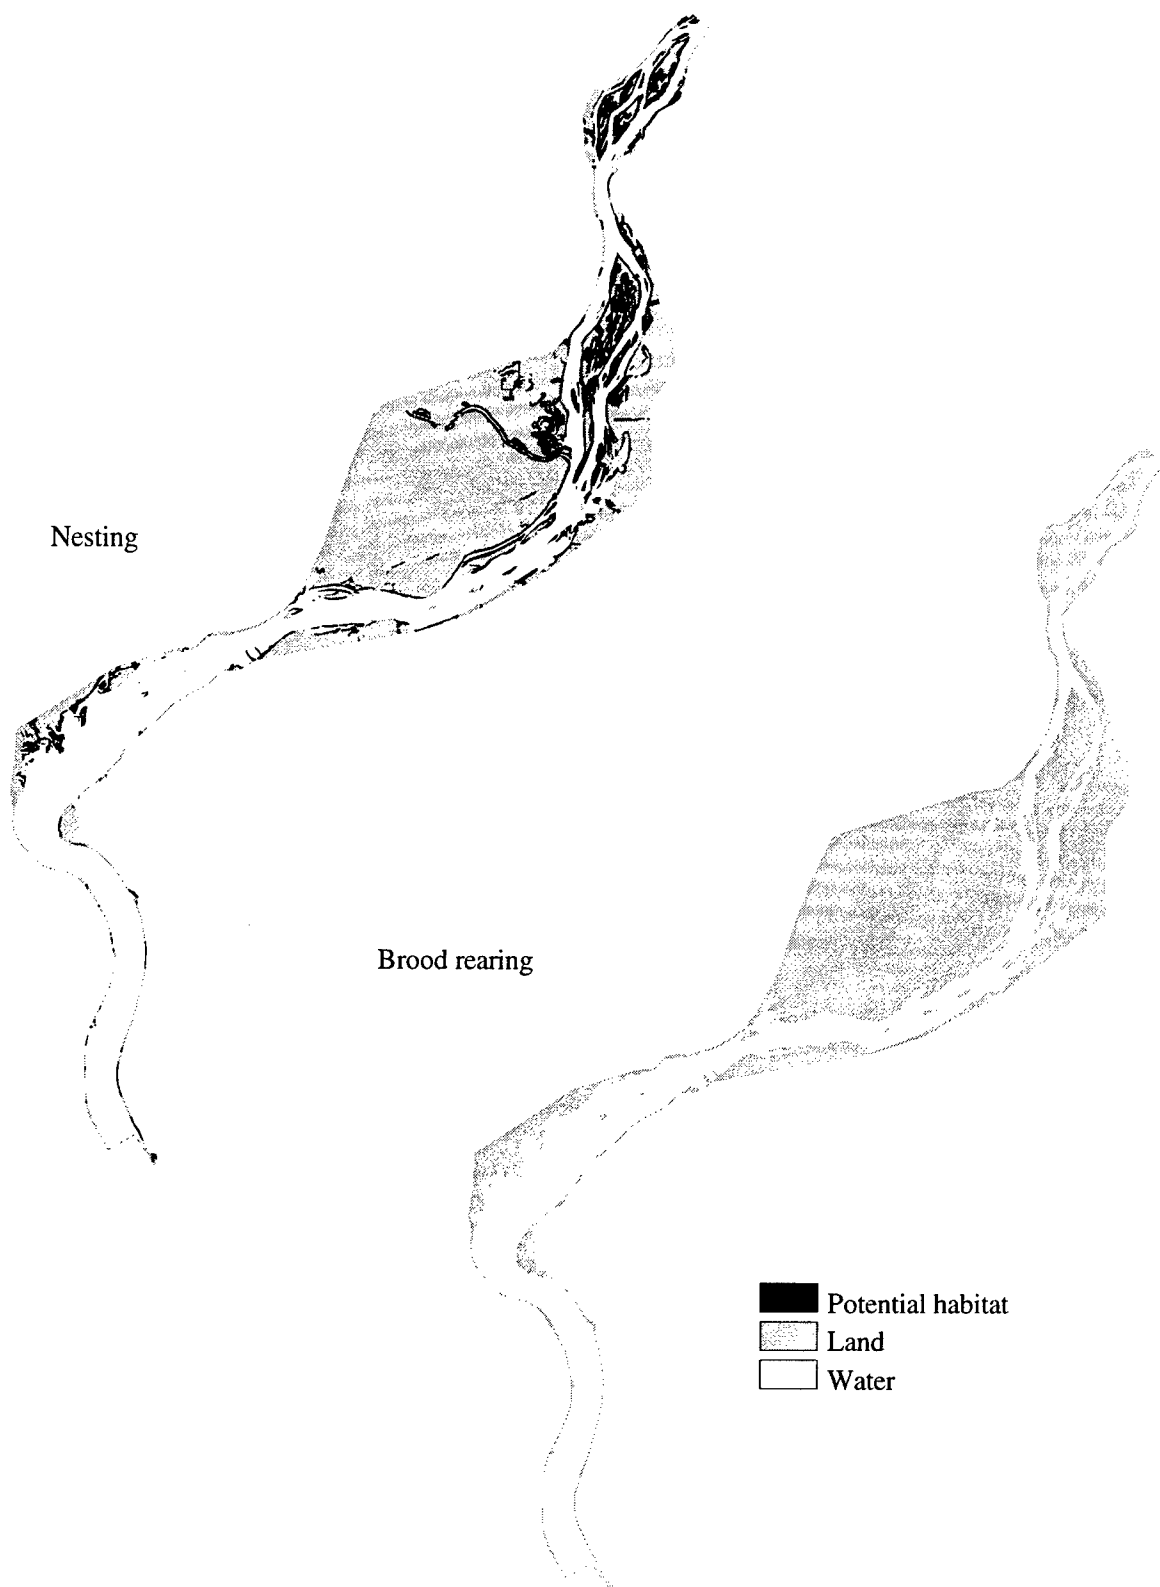 Nesting
Brood rearing
Potential habitat
Land
Water